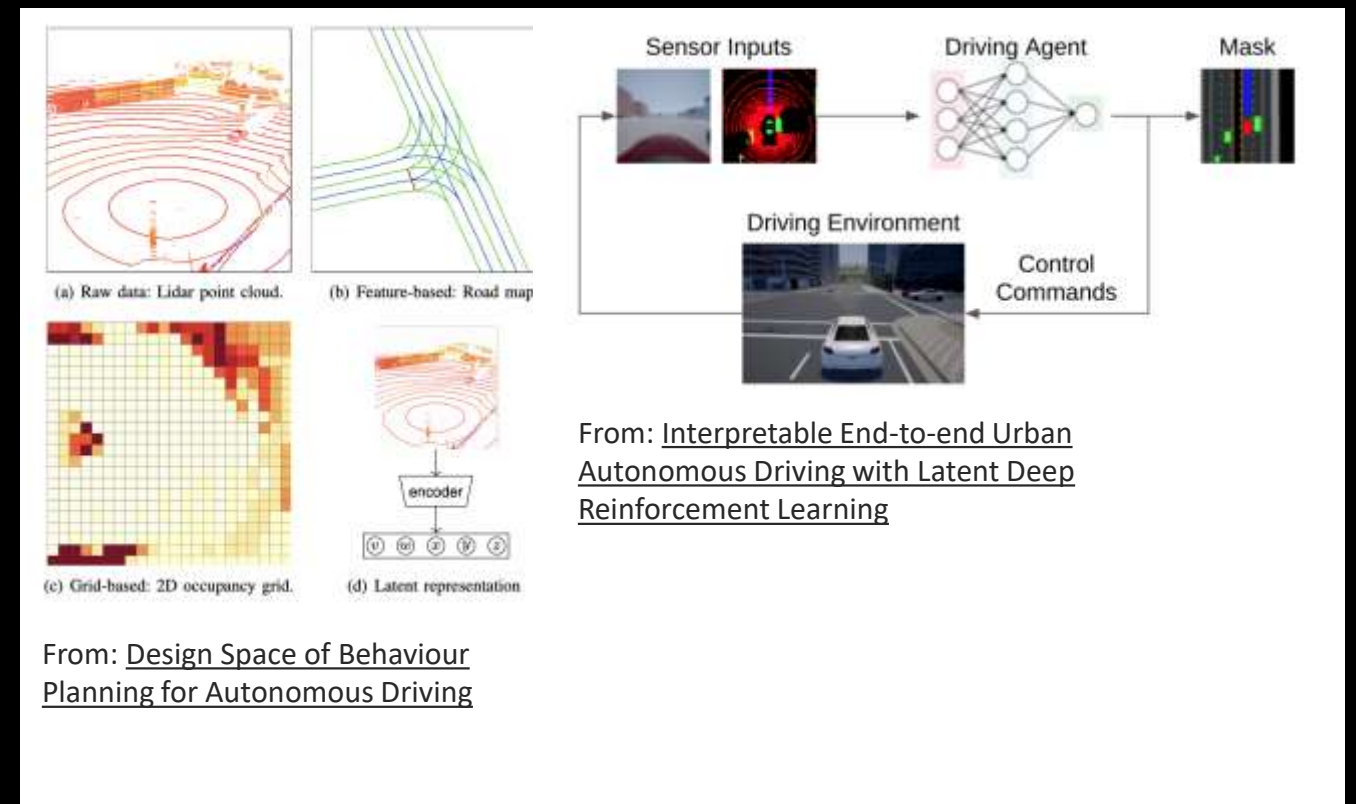 (a) Raw data: Lidar point cloud.
(b) Feature-based: Road map
(c) Grid-based: 2D occupancy grid.
encoder
v w x y z
(d) Latent representation
From: Design Space of Behaviour
Planning for Autonomous Driving
Sensor Inputs
Driving Agent
Mask
Driving Environment
Control
Commands
From: Interpretable End-to-end Urban
Autonomous Driving with Latent Deep
Reinforcement Learning